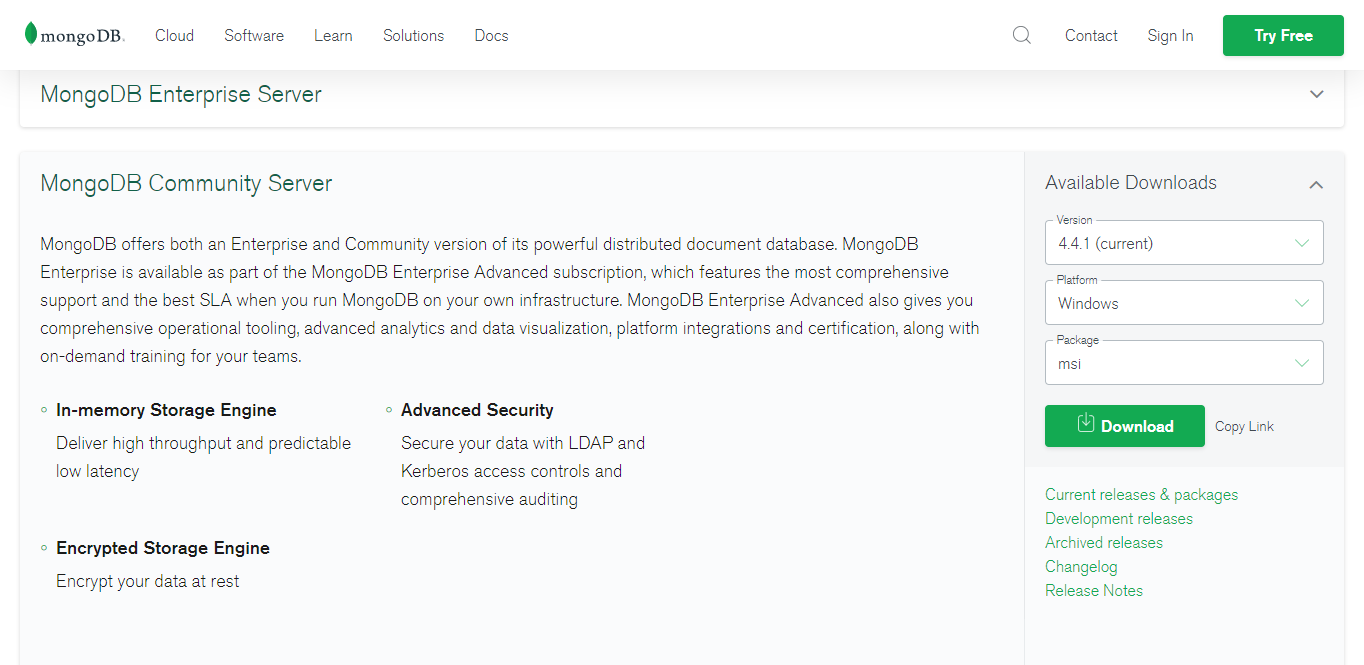 mongoDB.
Cloud
Software
Learn
Solutions
Docs
Contact
Sign In
Try Free
MongoDB Enterprise Server
MongoDB Community Server
MongoDB offers both an Enterprise and Community version of its powerful distributed document database. MongoDB
Enterprise is available as part of the MongoDB Enterprise Advanced subscription, which features the most comprehensive
support and the best SLA when you run MongoDB on your own infrastructure. MongoDB Enterprise Advanced also gives you
comprehensive operational tooling, advanced analytics and data visualization, platform integrations and certification, along with
on-demand training for your teams.
In-memory Storage Engine
Deliver high throughput and predictable
low latency
Advanced Security
Secure your data with LDAP and
Kerberos access controls and
comprehensive auditing
Encrypted Storage Engine
Encrypt your data at rest
Available Downloads
Version
4.4.1 (current)
Platform
Windows
Package
msi
Download
Copy Link
Current releases & packages
Development releases
Archived releases
Changelog
Release Notes